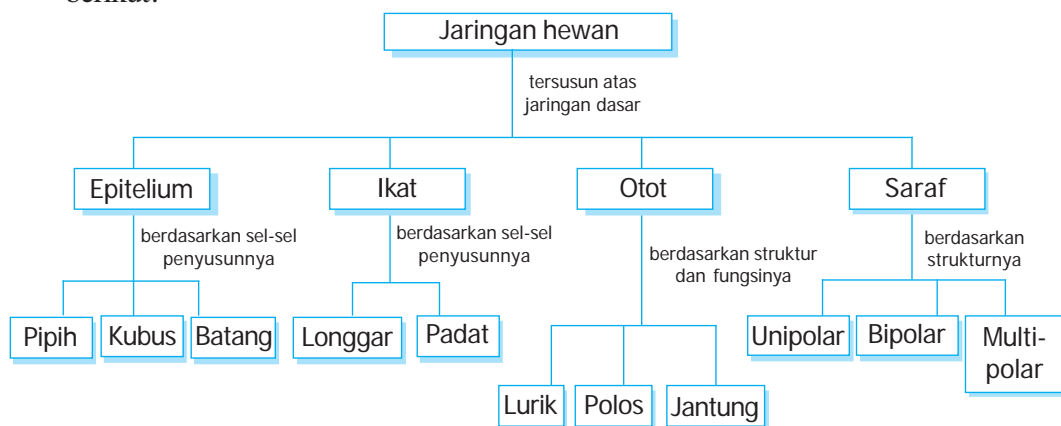 berikut.
Jaringan hewan
tersusun atas
jaringan dasar
Epitelium
Ikat
Otot
Saraf
berdasarkan sel-sel
penyusunnya
berdasarkan sel-sel
penyusunnya
berdasarkan struktur
dan fungsinya
berdasarkan
strukturnya
Pipih
Kubus
Batang
Longgar
Padat
Unipolar
Bipolar
Multi-
polar
Lurik
Polos
Jantung